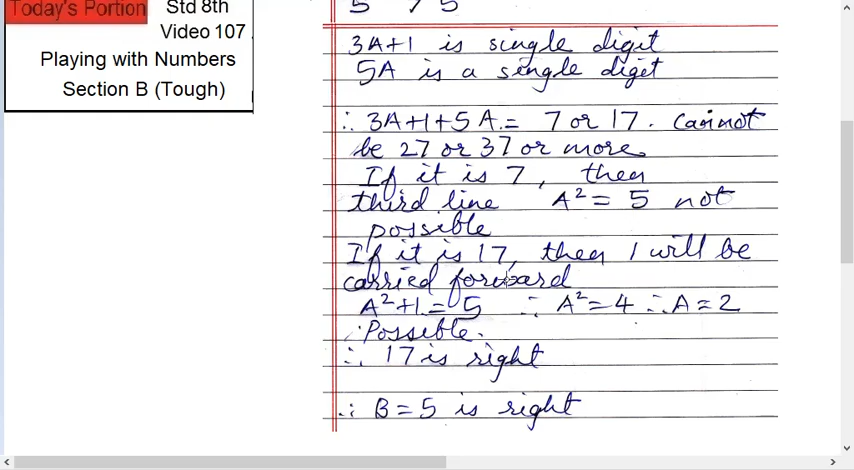 Today's Portion
Std 8th
Video 107
Playing with Numbers
Section B (Tough)
5 7 5
3A+1 is single digit
5A is a single digit
∴ 3A+1+5A = 7 or 17. Cannot
be 27 or 37 or more
If it is 7, then
third line A² = 5 not
possible
If it is 17, then 1 will be
carried forward
A²+1 = 5 ∴ A² = 4 ∴ A = 2
Possible.
∴ 17 is right
∴ B = 5 is right